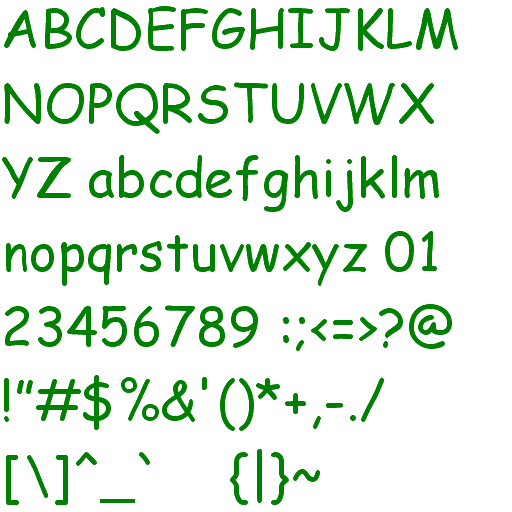 ABCDEFGHIJKLM
NOPQRSTUVWX
YZ abcdefghijklm
nopqrstuvwxyz 01
23456789 :;<=>?@
!"#$%&'()*+,-./
[\]^_` {|}~